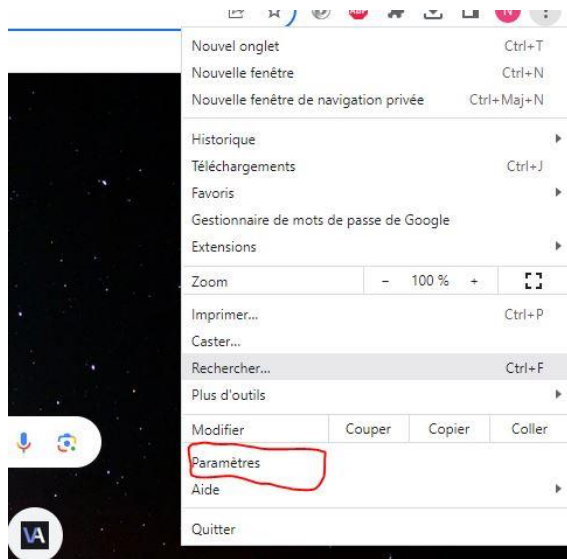 ABP
N
Nouvel onglet Ctrl+T
Nouvelle fenêtre Ctrl+N
Nouvelle fenêtre de navigation privée Ctrl+Maj+N
Historique
Téléchargements Ctrl+J
Favoris
Gestionnaire de mots de passe de Google
Extensions
Zoom - 100 % +
Imprimer... Ctrl+P
Caster...
Rechercher... Ctrl+F
Plus d'outils
Modifier Couper Copier Coller
Paramètres
Aide
Quitter
VA